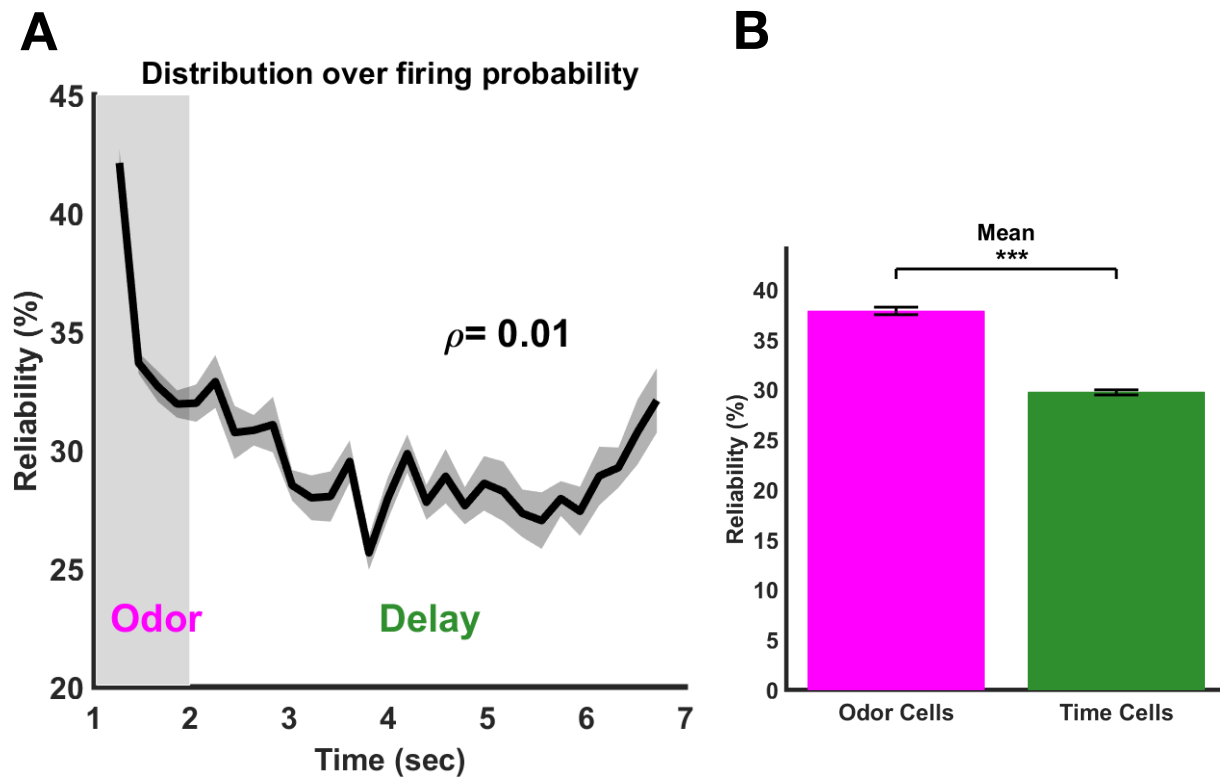 A
Distribution over firing probability
45
40
35
30
25
20
Reliability (%)
ρ= 0.01
Odor
Delay
1 2 3 4 5 6 7
Time (sec)
B
Mean
***
40
35
30
25
20
15
10
5
0
Reliability (%)
Odor Cells
Time Cells